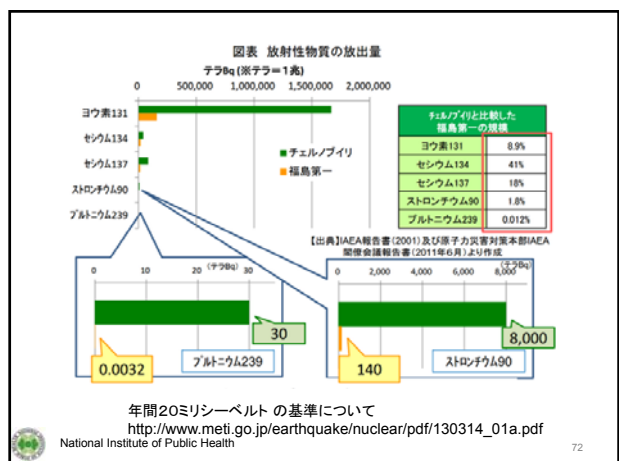 図表 放射性物質の放出量
テラBq (※テラ=1兆)
0 500,000 1,000,000 1,500,000 2,000,000
ヨウ素131
セシウム134
セシウム137
ストロンチウム90
プルトニウム239
チェルノブイリ
福島第一
チェルノブイリと比較した
福島第一の規模
ヨウ素131 8.9%
セシウム134 41%
セシウム137 18%
ストロンチウム90 1.8%
プルトニウム239 0.012%
【出典】IAEA報告書(2001)及び原子力災害対策本部IAEA
閣僚会議報告書(2011年6月)より作成
(テラBq)
0 10 20 30
30
0.0032
プルトニウム239
(テラBq)
0 2,000 4,000 6,000 8,000
8,000
140
ストロンチウム90
年間20ミリシーベルト の基準について
http://www.meti.go.jp/earthquake/nuclear/pdf/130314_01a.pdf
National Institute of Public Health
72